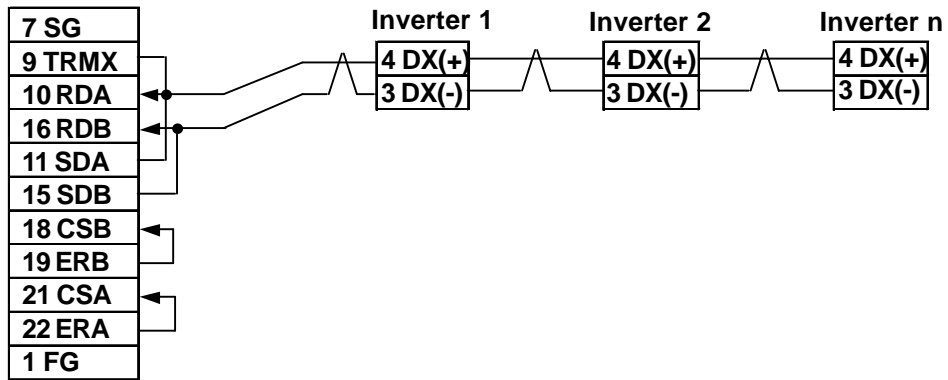 7 SG
9 TRMX
10 RDA
16 RDB
11 SDA
15 SDB
18 CSB
19 ERB
21 CSA
22 ERA
1 FG
Inverter 1
4 DX(+)
3 DX(-)
Inverter 2
4 DX(+)
3 DX(-)
Inverter n
4 DX(+)
3 DX(-)